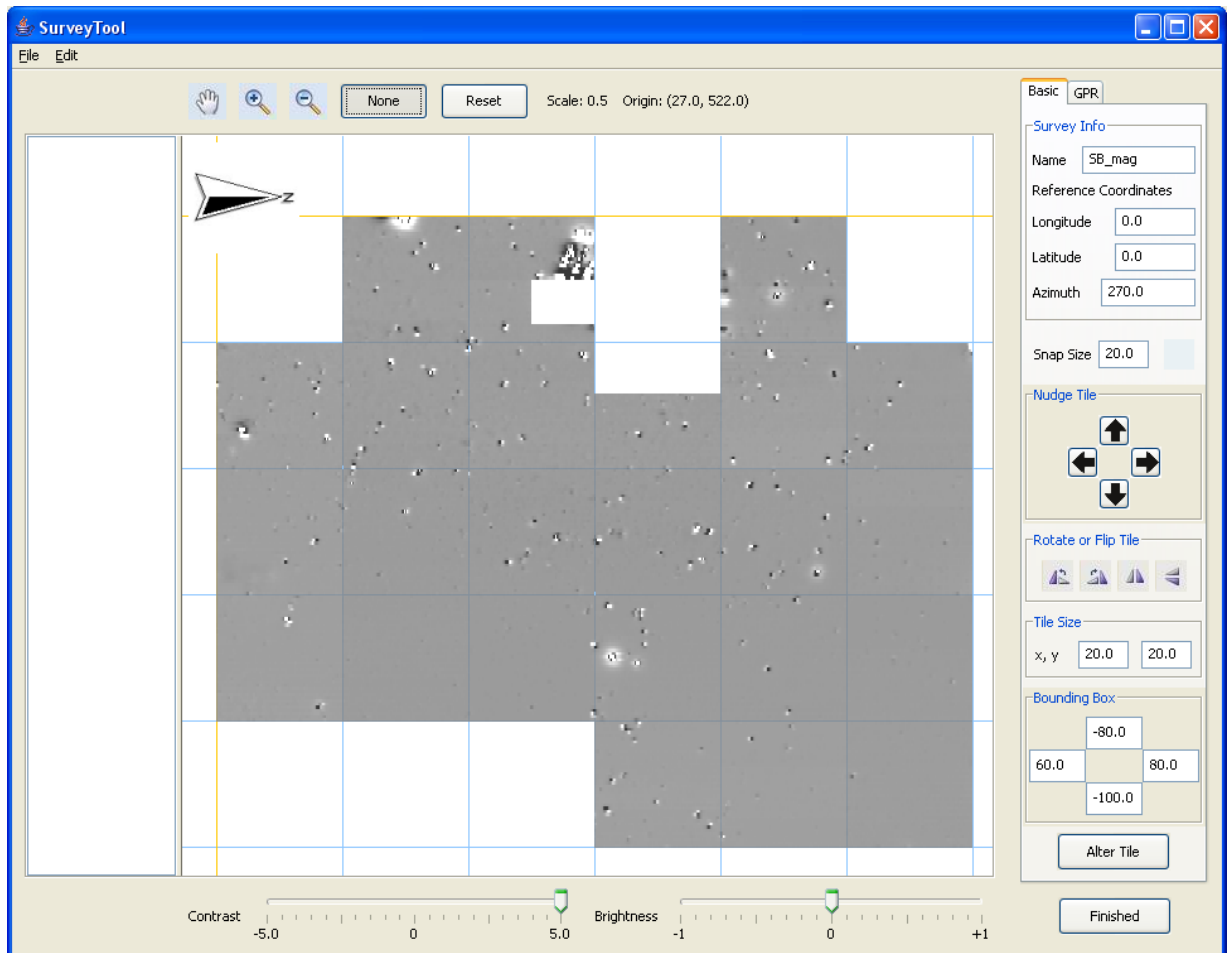 SurveyTool
File Edit
None Reset Scale: 0.5 Origin: (27.0, 522.0)
Z
Basic GPR
Survey Info
Name SB_mag
Reference Coordinates
Longitude 0.0
Latitude 0.0
Azimuth 270.0
Snap Size 20.0
Nudge Tile
Rotate or Flip Tile
Tile Size
x, y 20.0 20.0
Bounding Box
-80.0
60.0 80.0
-100.0
Alter Tile
Contrast -5.0 0 5.0
Brightness -1 0 +1
Finished